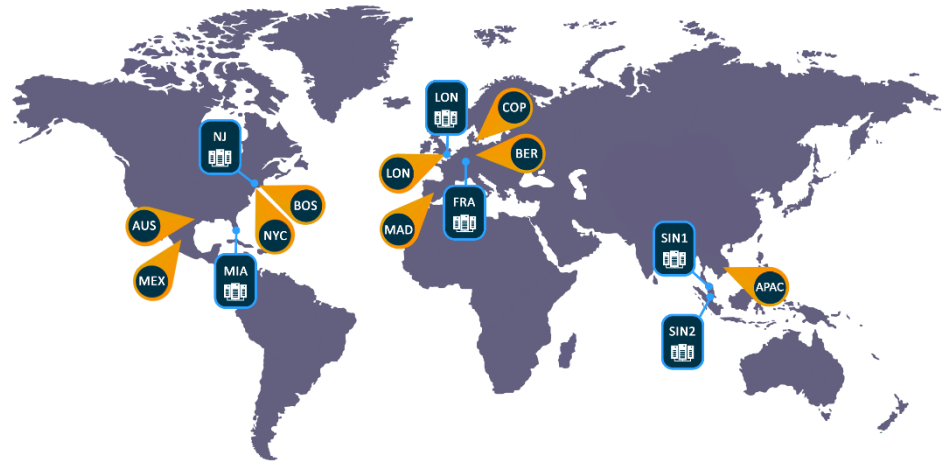 LON
COP
NJ
BER
LON
BOS
FRA
AUS
MAD
NYC
SIN1
MIA
MEX
APAC
SIN2